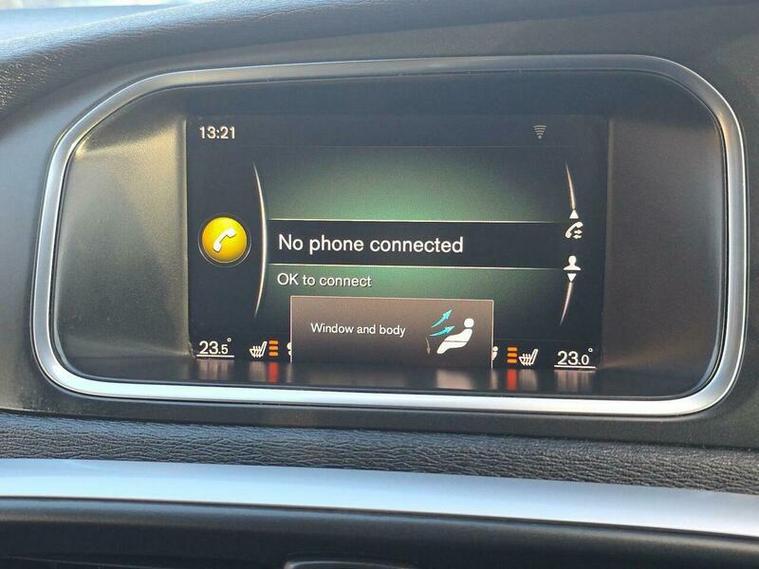 13:21
No phone connected
OK to connect
Window and body
23.5°
23.0°